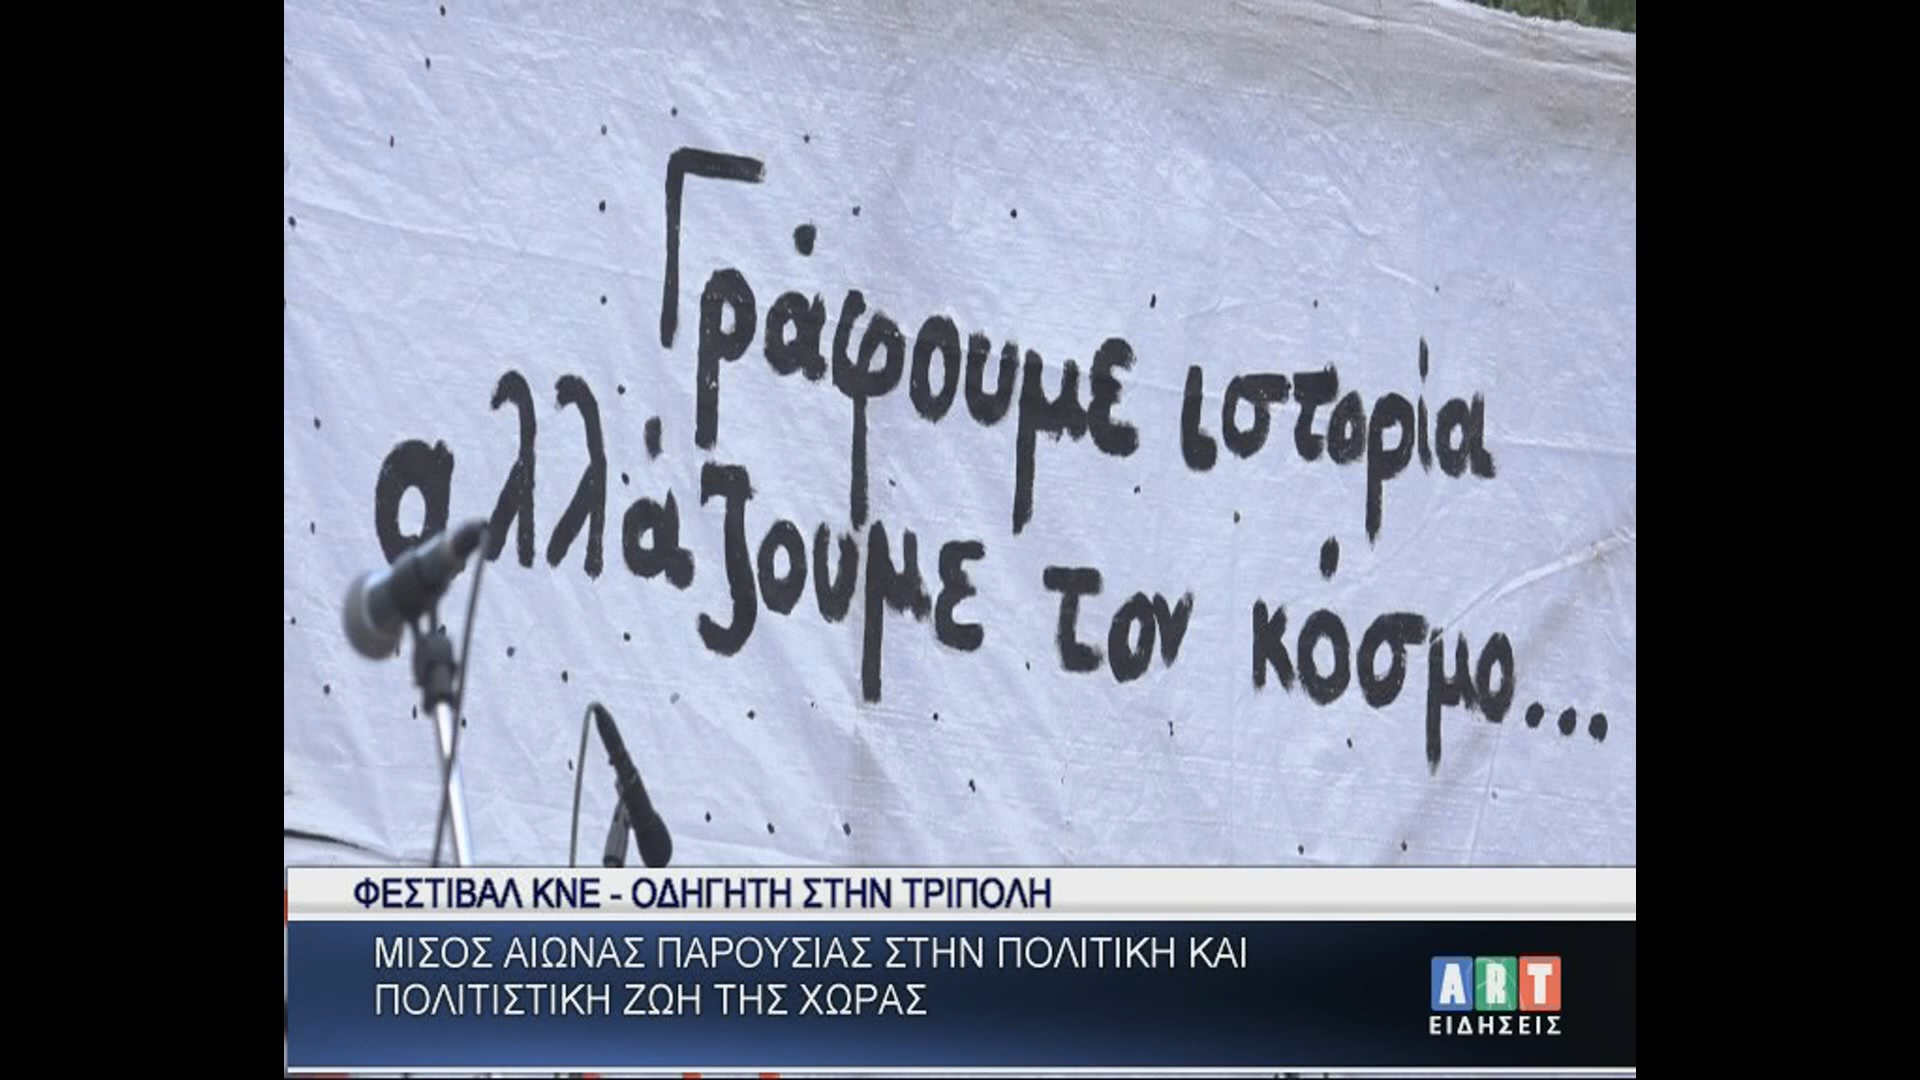 Γράφουμε ιστορία
αλλάζουμε τον κόσμο...
ΦΕΣΤΙΒΑΛ ΚΝΕ - ΟΔΗΓΗΤΗ ΣΤΗΝ ΤΡΙΠΟΛΗ
ΜΙΣΟΣ ΑΙΩΝΑΣ ΠΑΡΟΥΣΙΑΣ ΣΤΗΝ ΠΟΛΙΤΙΚΗ ΚΑΙ
ΠΟΛΙΤΙΣΤΙΚΗ ΖΩΗ ΤΗΣ ΧΩΡΑΣ
ART
ΕΙΔΗΣΕΙΣ